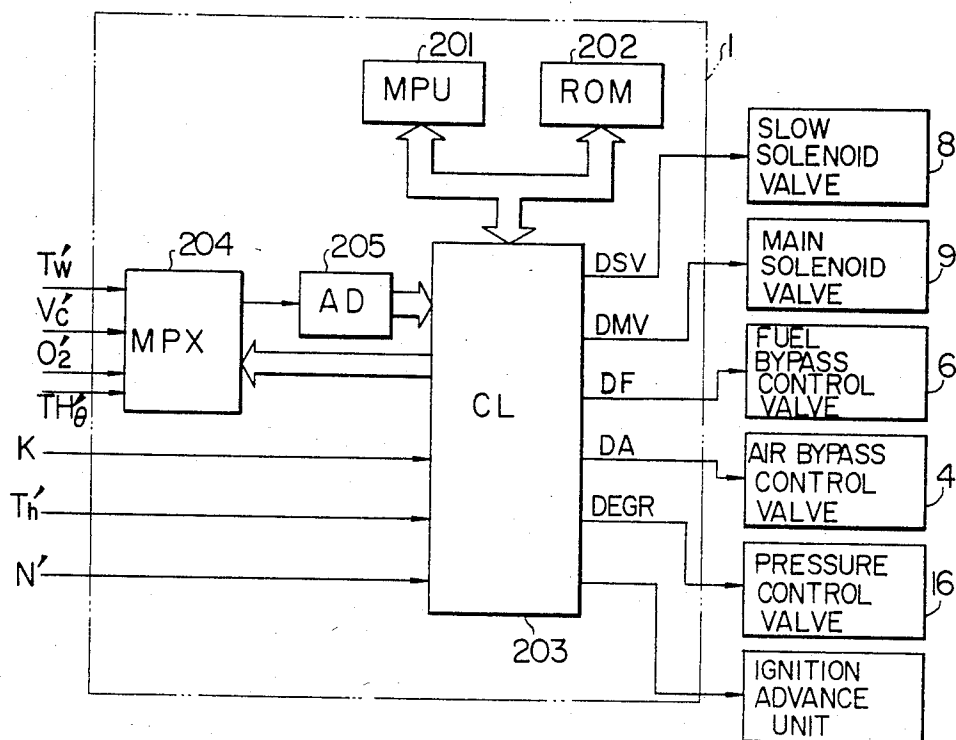 201
202
1
MPU
ROM
SLOW
SOLENOID
VALVE
8
204
205
Tw'
Vc'
O2'
TH'θ
MPX
AD
DSV
MAIN
SOLENOID
VALVE
9
DMV
FUEL
BYPASS
CONTROL
VALVE
6
DF
CL
K
DA
AIR BYPASS
CONTROL
VALVE
4
Th'
DEGR
PRESSURE
CONTROL
VALVE
16
N'
203
IGNITION
ADVANCE
UNIT